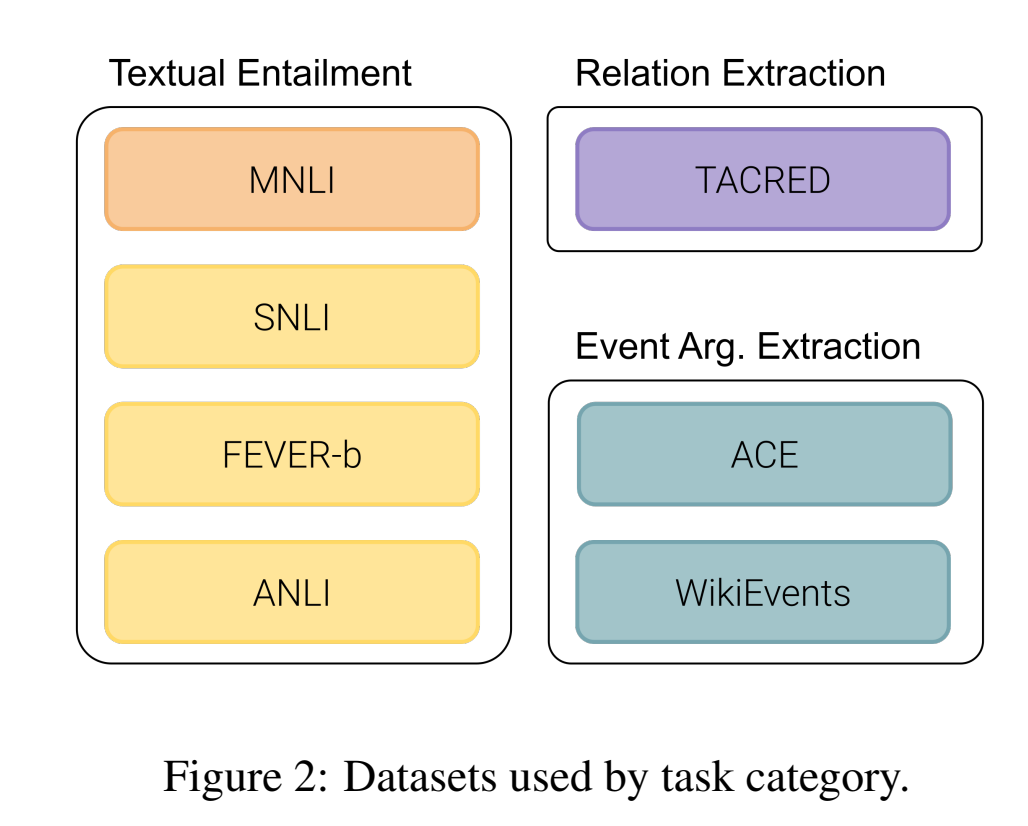 Textual Entailment
MNLI
SNLI
FEVER-b
ANLI
Relation Extraction
TACRED
Event Arg. Extraction
ACE
WikiEvents
Figure 2: Datasets used by task category.